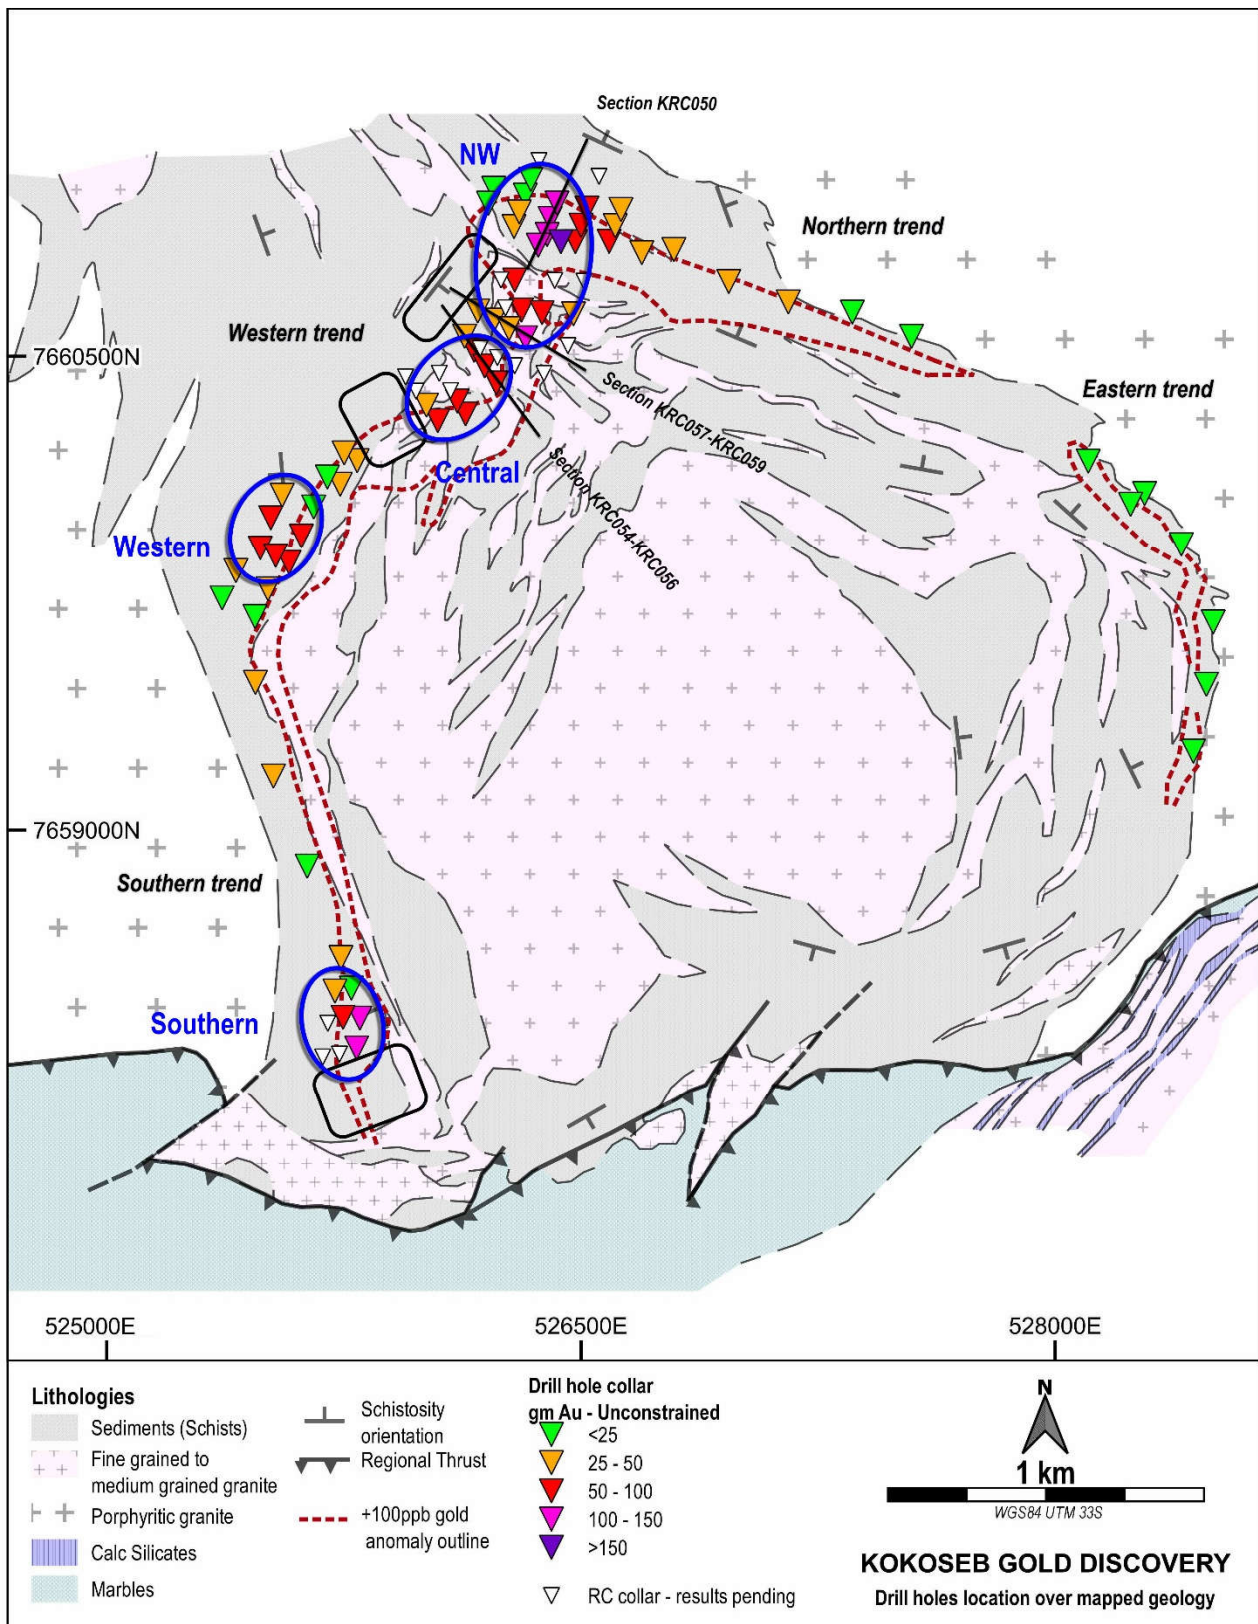 Section KRC050
NW
Northern trend
Western trend
7660500N
Eastern trend
Section KRC057-KRC059
Central
Section KRC054-KRC056
Western
7659000N
Southern trend
Southern
525000E
526500E
528000E
Lithologies
Sediments (Schists)
Fine grained to
medium grained granite
Porphyritic granite
Calc Silicates
Marbles
Schistosity
orientation
Regional Thrust
+100ppb gold
anomaly outline
Drill hole collar
gm Au - Unconstrained
<25
25 - 50
50 - 100
100 - 150
>150
RC collar - results pending
N
1 km
WGS84 UTM 33S
KOKOSEB GOLD DISCOVERY
Drill holes location over mapped geology